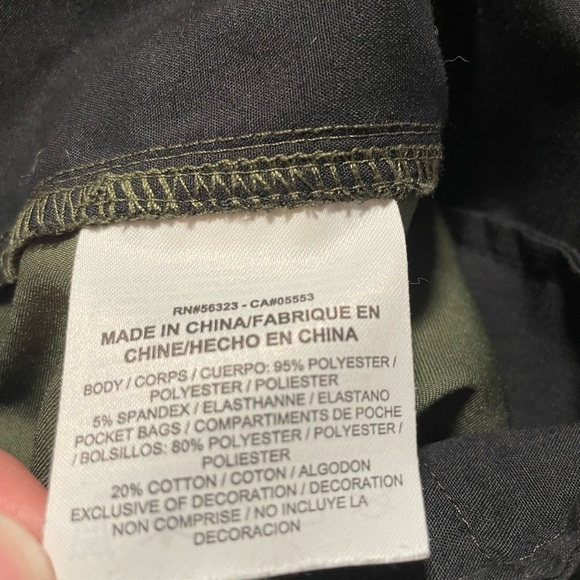 RN#56323 - CA#05553
MADE IN CHINA/FABRIQUE EN
CHINE/HECHO EN CHINA
BODY / CORPS / CUERPO: 95% POLYESTER /
POLYESTER / POLIESTER
5% SPANDEX / ELASTHANNE / ELASTANO
POCKET BAGS / COMPARTIMENTS DE POCHE
/ BOLSILLOS: 80% POLYESTER / POLYESTER /
POLIESTER
20% COTTON / COTON / ALGODON
EXCLUSIVE OF DECORATION / DECORATION
NON COMPRISE / NO INCLUYE LA
DECORACION